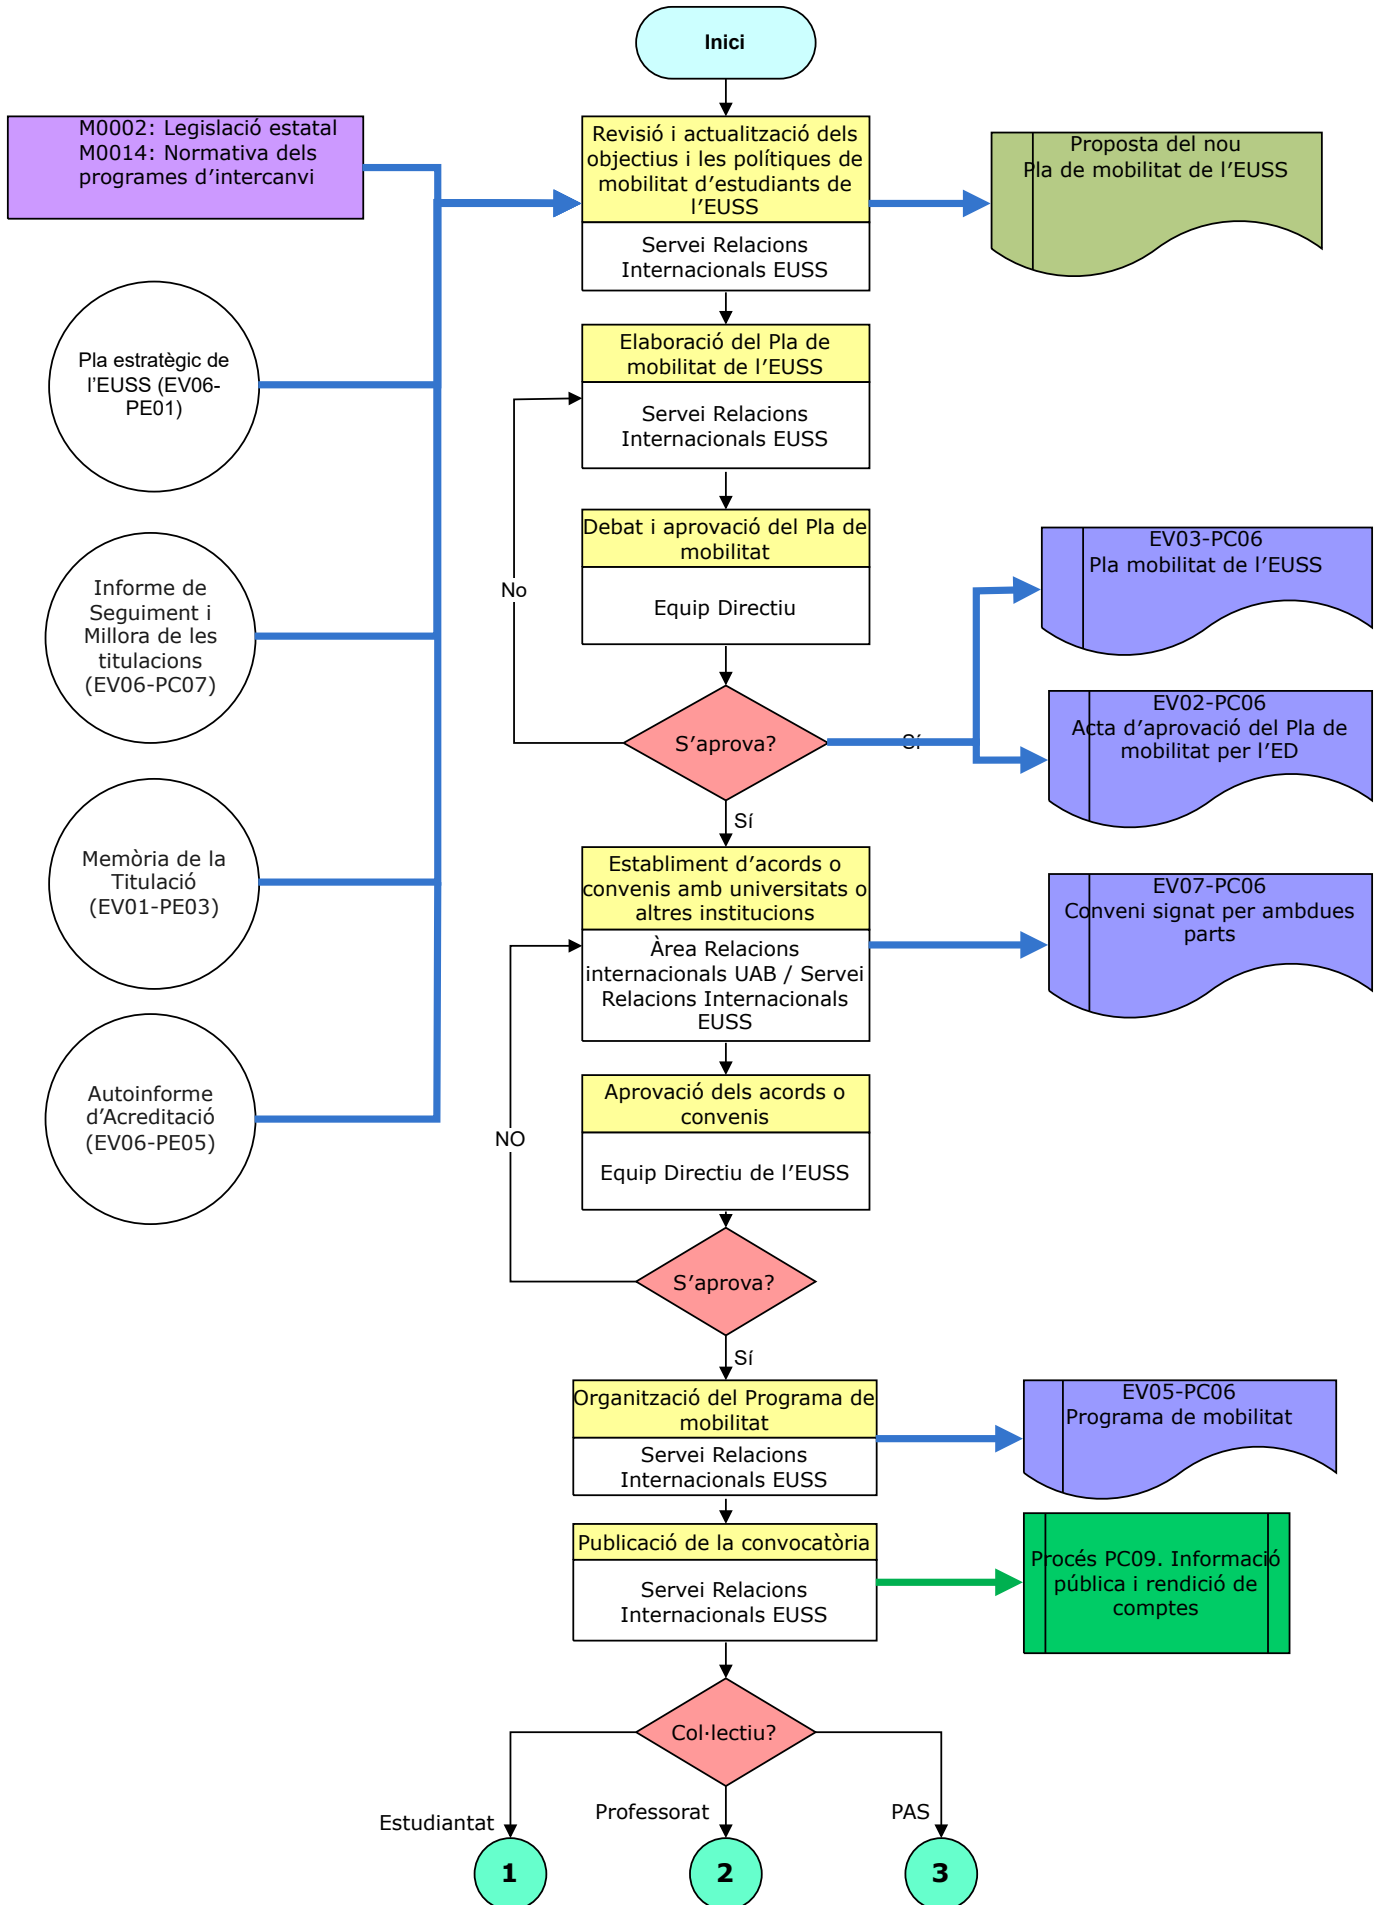 Inici
M0002: Legislació estatal
M0014: Normativa dels
programes d’intercanvi
Revisió i actualització dels
objectius i les polítiques de
mobilitat d’estudiants de
l’EUSS
Servei Relacions
Internacionals EUSS
Proposta del nou
Pla de mobilitat de l’EUSS
Pla estratègic de
l’EUSS (EV06-
PE01)
Elaboració del Pla de
mobilitat de l’EUSS
Servei Relacions
Internacionals EUSS
Debat i aprovació del Pla de
mobilitat
Equip Directiu
No
EV03-PC06
Pla mobilitat de l’EUSS
Informe de
Seguiment i
Millora de les
titulacions
(EV06-PC07)
S’aprova?
Sí
EV02-PC06
Acta d’aprovació del Pla de
mobilitat per l’ED
Sí
Memòria de la
Titulació
(EV01-PE03)
Establiment d’acords o
convenis amb universitats o
altres institucions
Àrea Relacions
internacionals UAB / Servei
Relacions Internacionals
EUSS
EV07-PC06
Conveni signat per ambdues
parts
Autoinforme
d’Acreditació
(EV06-PE05)
Aprovació dels acords o
convenis
Equip Directiu de l’EUSS
NO
S’aprova?
Sí
Organització del Programa de
mobilitat
Servei Relacions
Internacionals EUSS
EV05-PC06
Programa de mobilitat
Publicació de la convocatòria
Servei Relacions
Internacionals EUSS
Procés PC09. Informació
pública i rendició de
comptes
Col·lectiu?
Estudiantat
Professorat
PAS
1
2
3